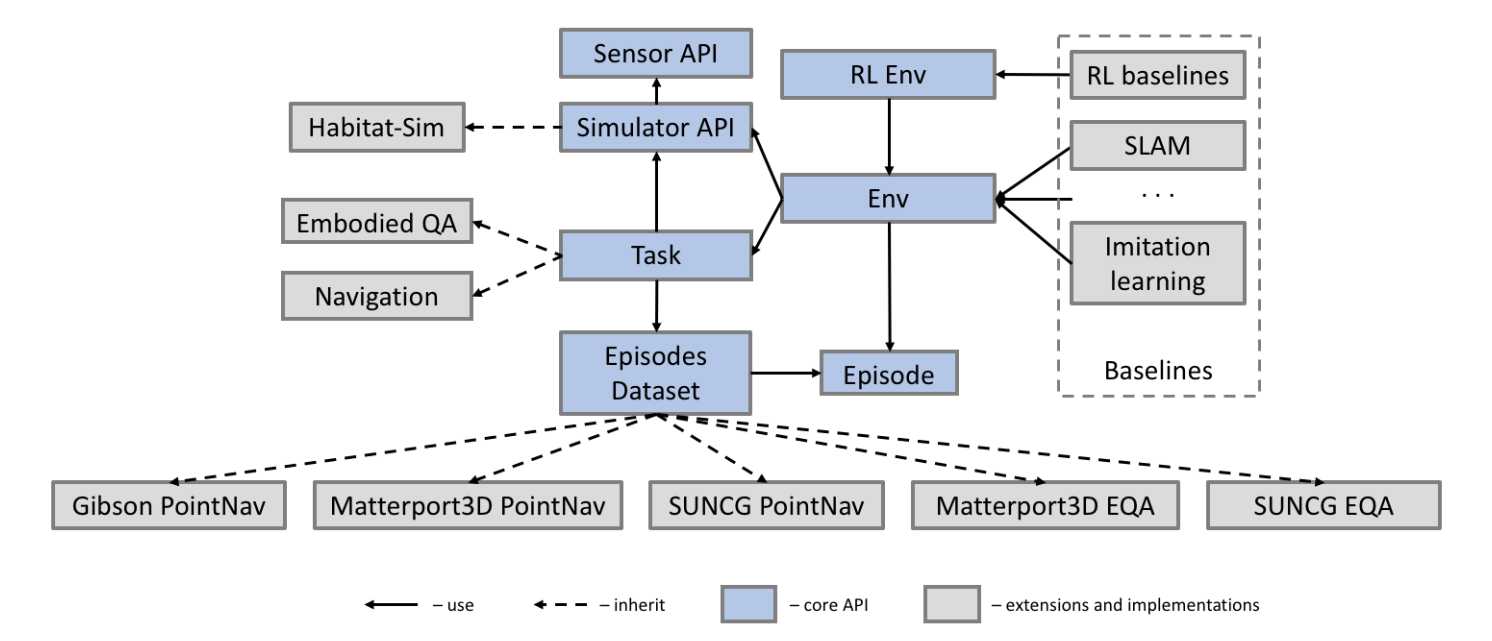 Sensor API
RL Env
RL baselines
Habitat-Sim
Simulator API
SLAM
. . .
Env
Embodied QA
Task
Imitation
learning
Navigation
Episodes
Dataset
Episode
Baselines
Gibson PointNav
Matterport3D PointNav
SUNCG PointNav
Matterport3D EQA
SUNCG EQA
– use
– inherit
– core API
– extensions and implementations